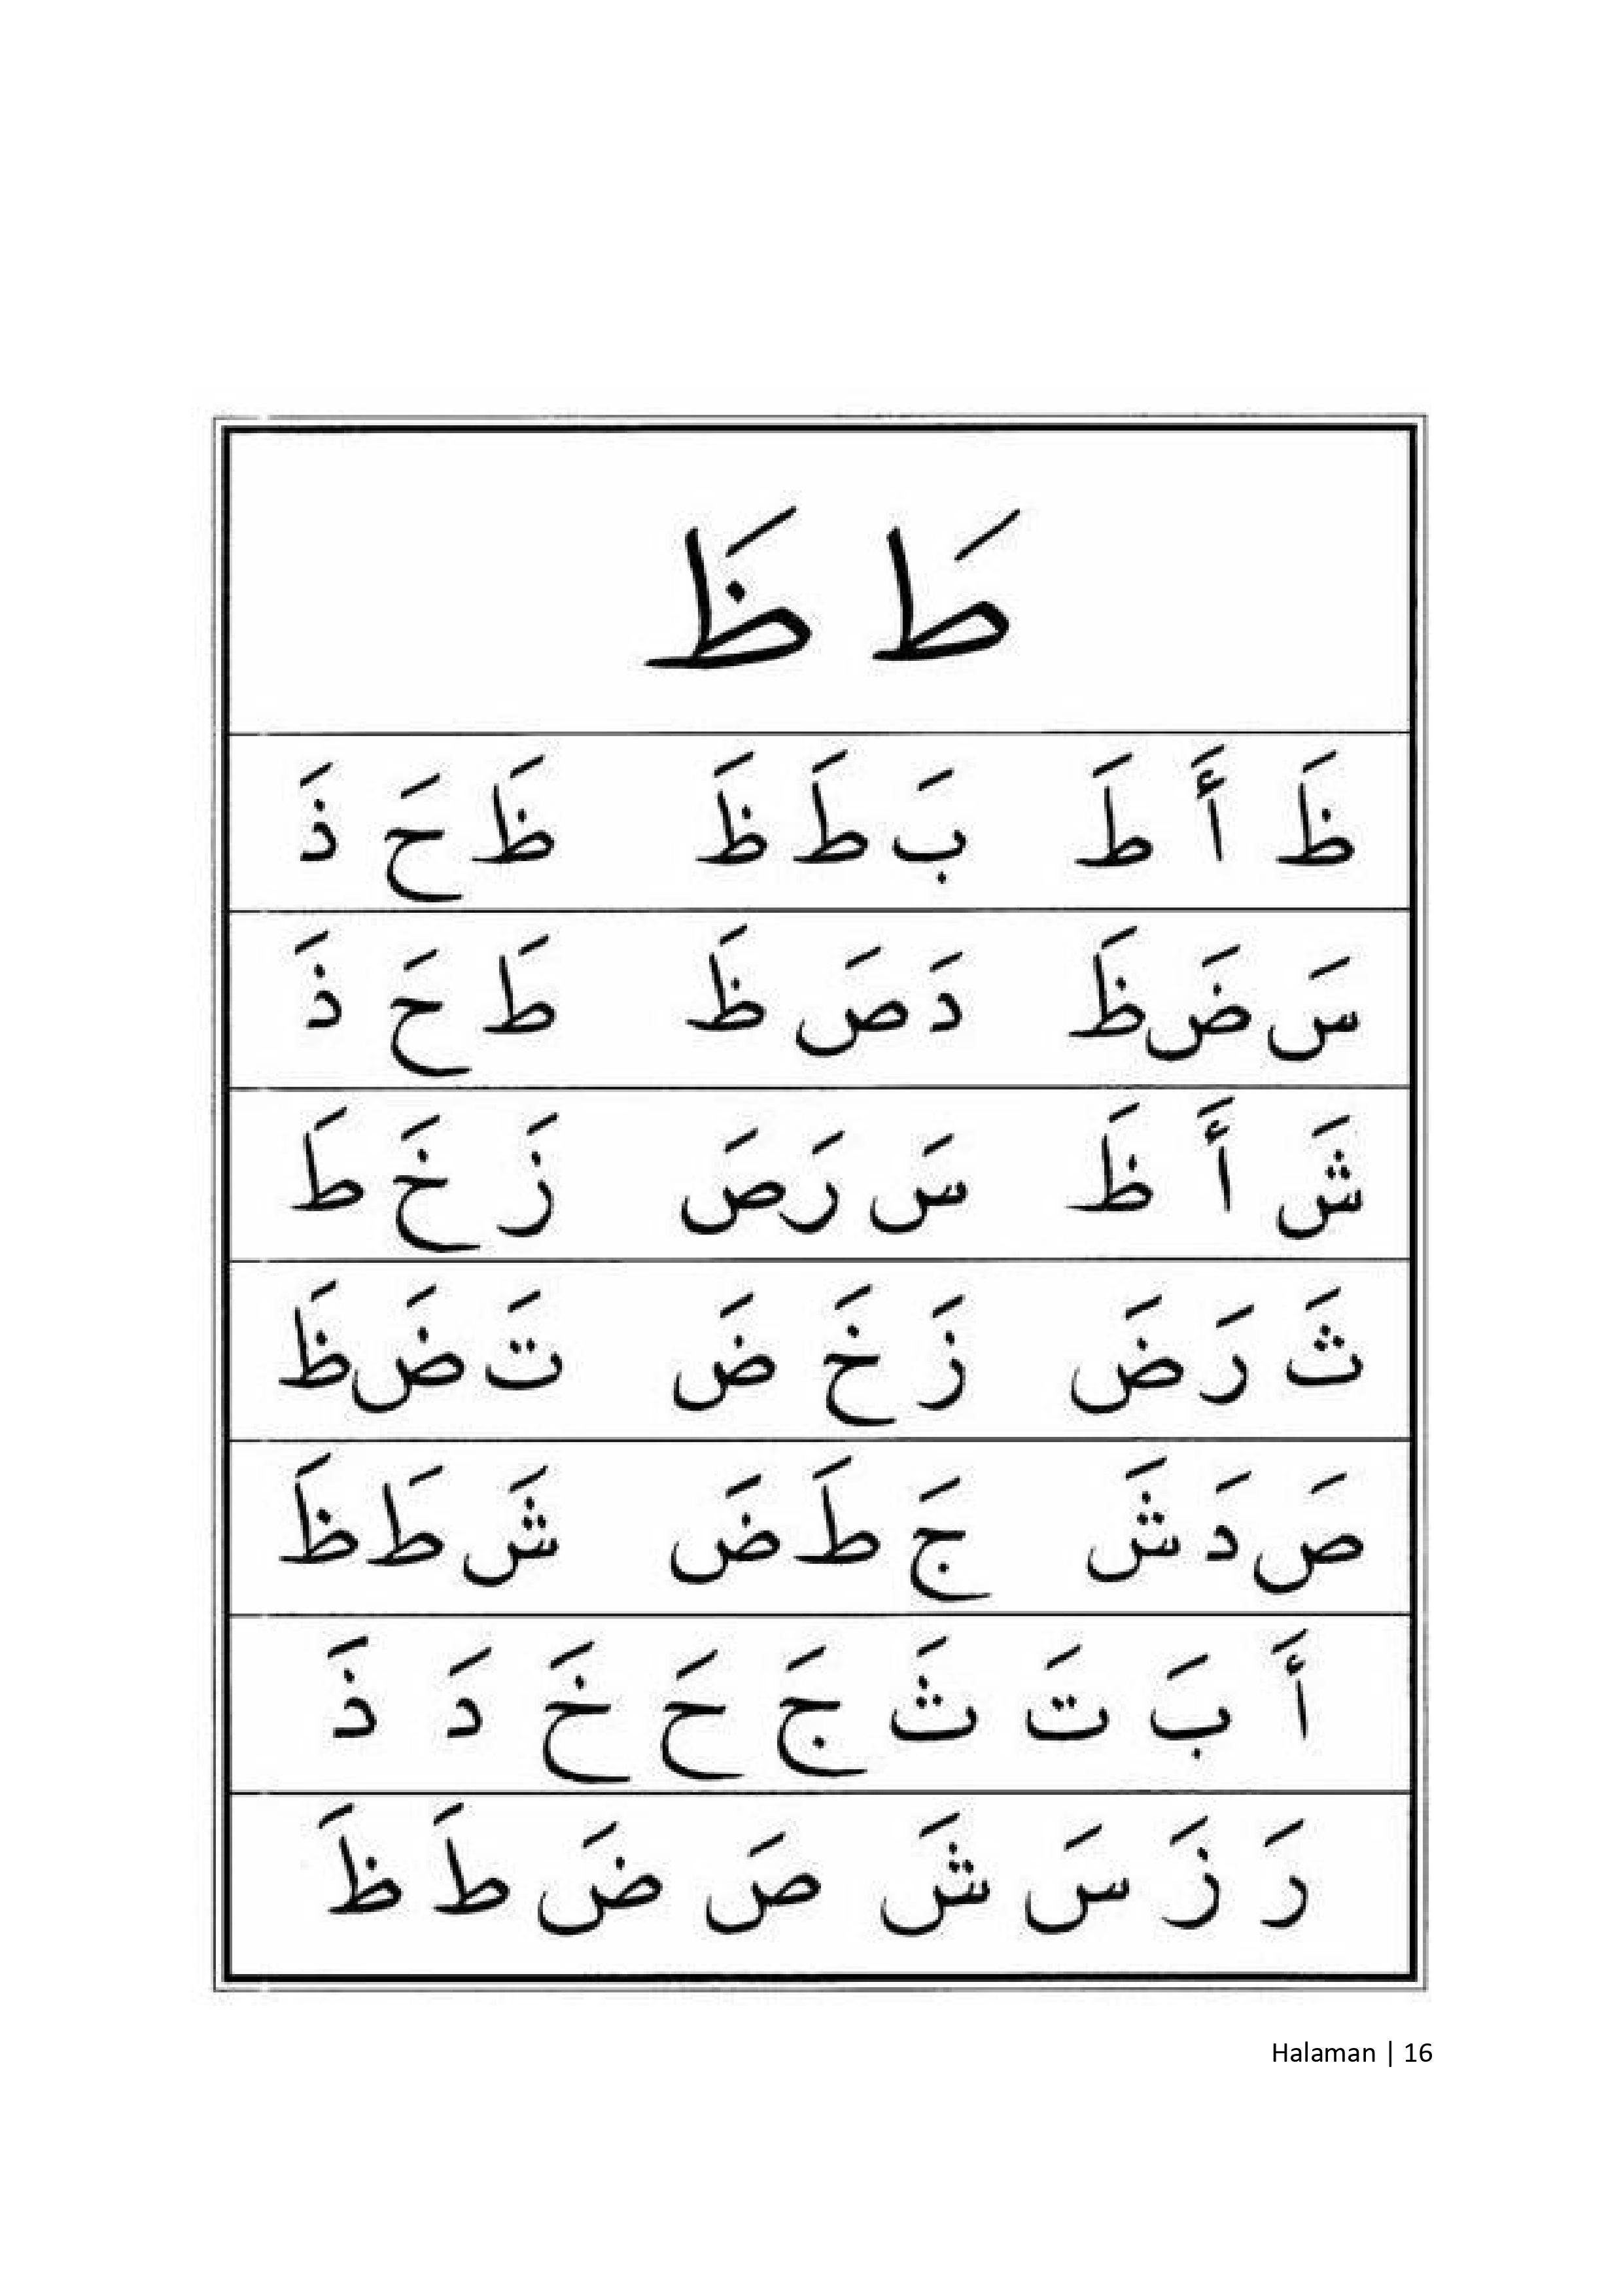 طَ ظَ
ظَ أَ طَ بَ طَ ظَ ظَ حَ ذَ
سَ ضَ ظَ دَ صَ ظَ طَ حَ ذَ
شَ أَ ظَ سَ رَ صَ زَ خَ طَ
ثَ رَ ضَ زَ خَ ضَ تَ ضَ ظَ
صَ دَ شَ جَ طَ ضَ شَ طَ ظَ
أَ بَ تَ ثَ جَ حَ خَ دَ ذَ
رَ زَ سَ شَ صَ ضَ طَ ظَ
Halaman | 16